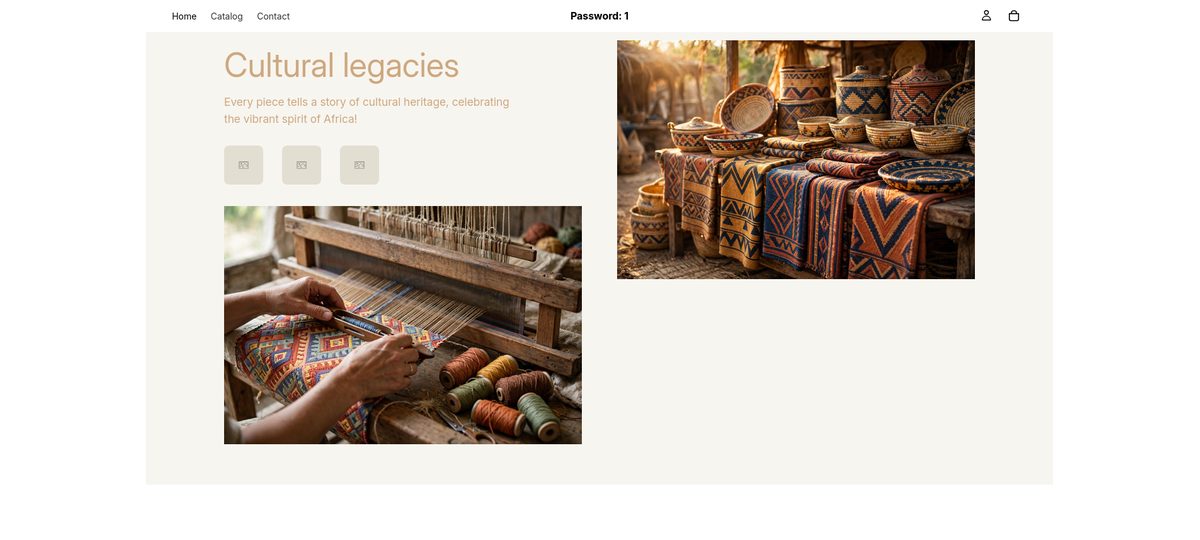 Home Catalog Contact
Password: 1
Cultural legacies
Every piece tells a story of cultural heritage, celebrating
the vibrant spirit of Africa!